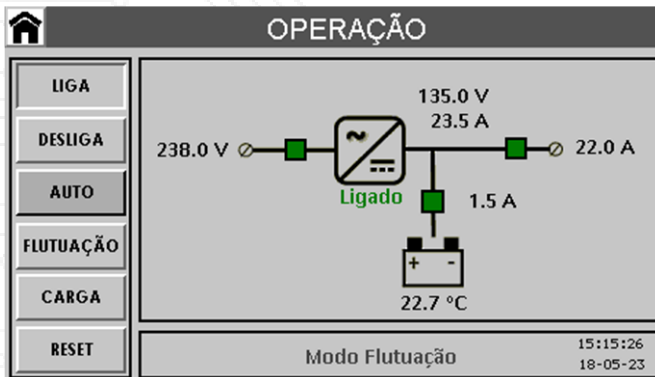 OPERAÇÃO
LIGA
DESLIGA
AUTO
FLUTUAÇÃO
CARGA
RESET
135.0 V
23.5 A
238.0 V
22.0 A
Ligado
1.5 A
+ -
22.7 °C
Modo Flutuação
15:15:26
18-05-23